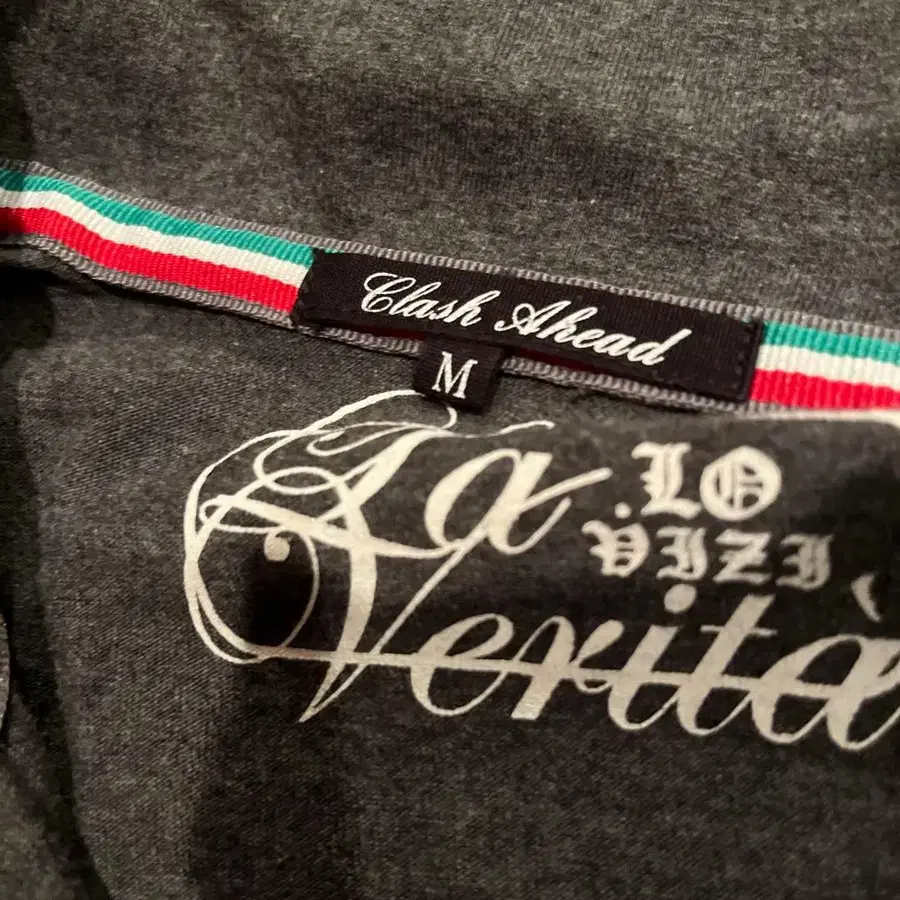 Clash Ahead
M
La
LO
VIZI
Verità